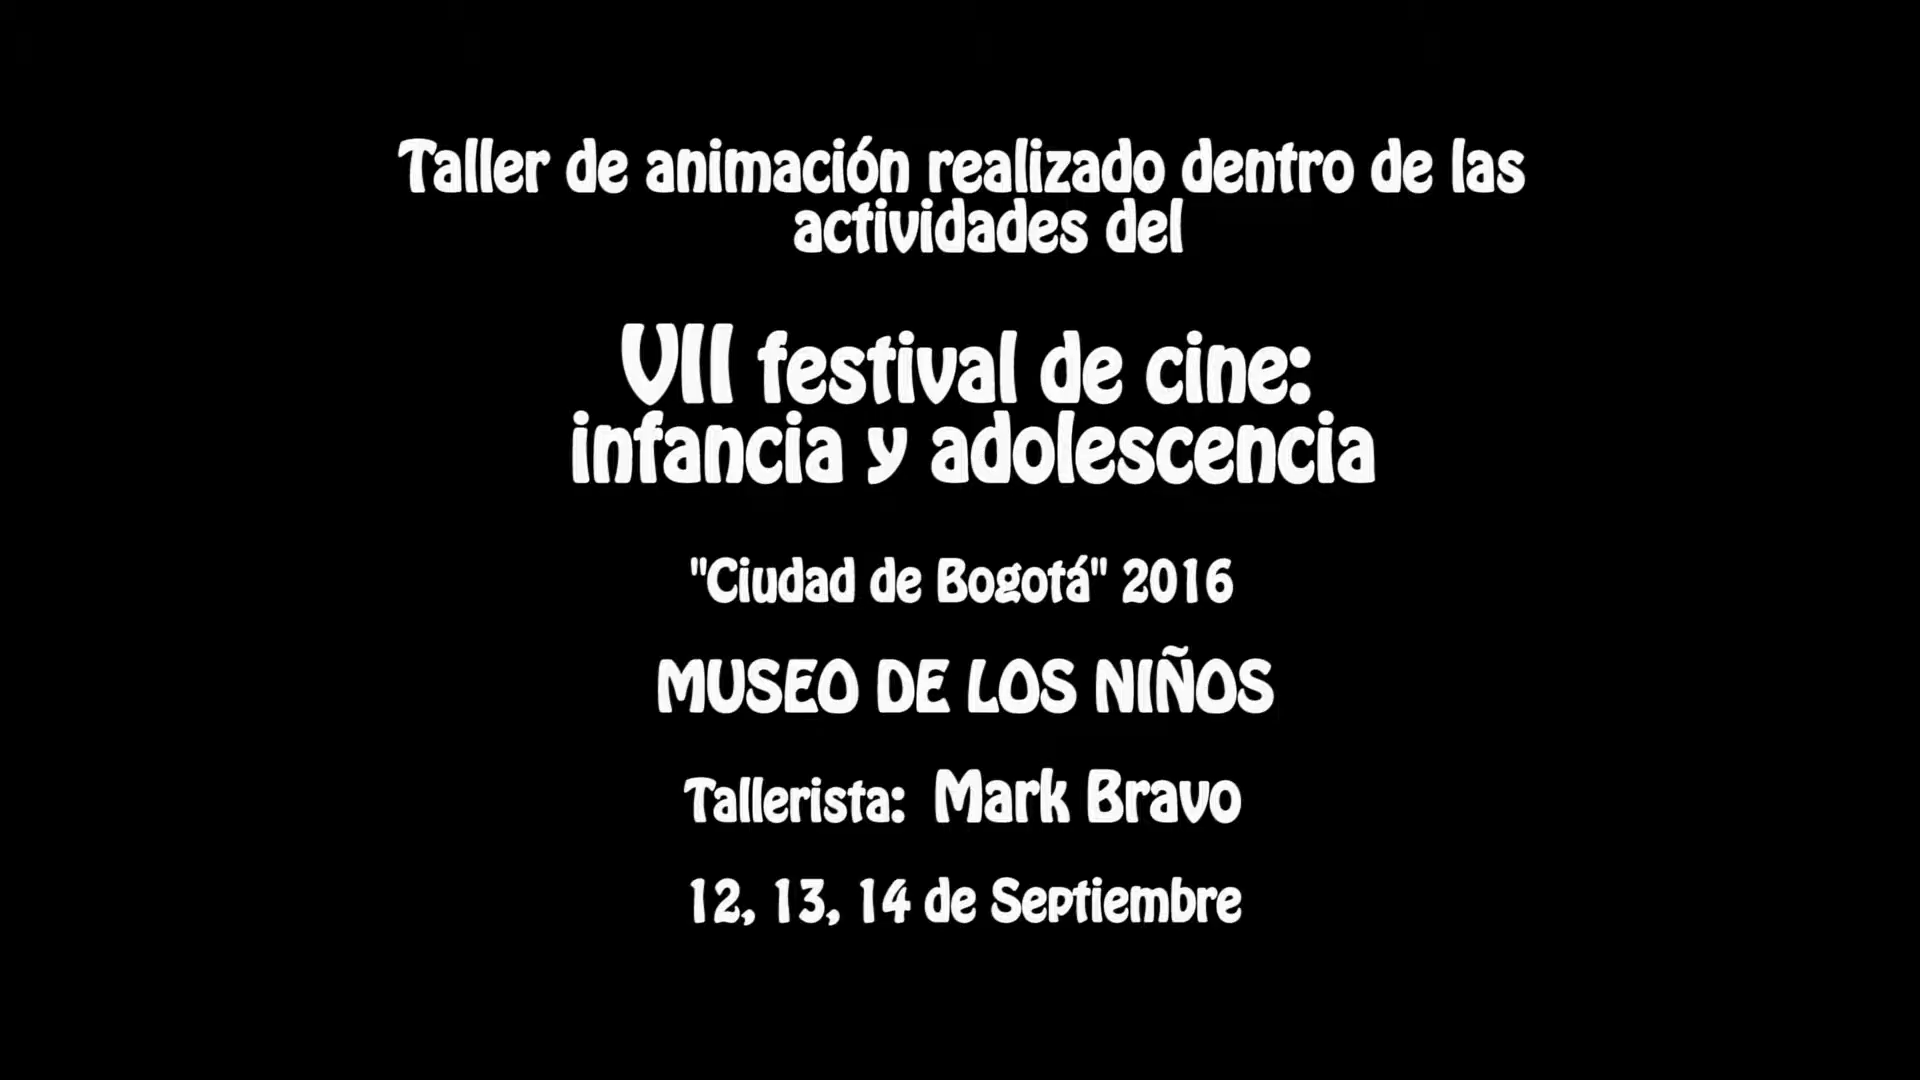 Taller de animación realizado dentro de las
actividades del
VII festival de cine:
infancia y adolescencia
"Ciudad de Bogotá" 2016
MUSEO DE LOS NIÑOS
Tallerista: Mark Bravo
12, 13, 14 de Septiembre